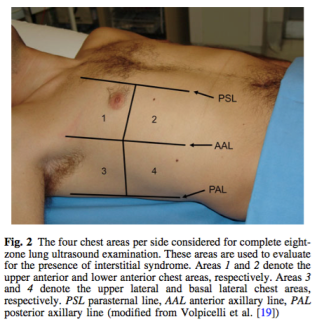 PSL
1
2
AAL
3
4
PAL
Fig. 2 The four chest areas per side considered for complete eight-
zone lung ultrasound examination. These areas are used to evaluate
for the presence of interstitial syndrome. Areas 1 and 2 denote the
upper anterior and lower anterior chest areas, respectively. Areas 3
and 4 denote the upper lateral and basal lateral chest areas,
respectively. PSL parasternal line, AAL anterior axillary line, PAL
posterior axillary line (modified from Volpicelli et al. [19])